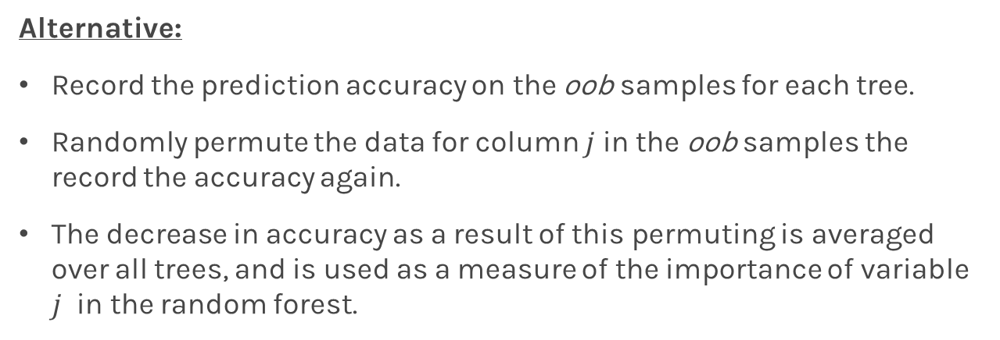 Alternative:
• Record the prediction accuracy on the oob samples for each tree.
• Randomly permute the data for column j in the oob samples the
record the accuracy again.
• The decrease in accuracy as a result of this permuting is averaged
over all trees, and is used as a measure of the importance of variable
j in the random forest.